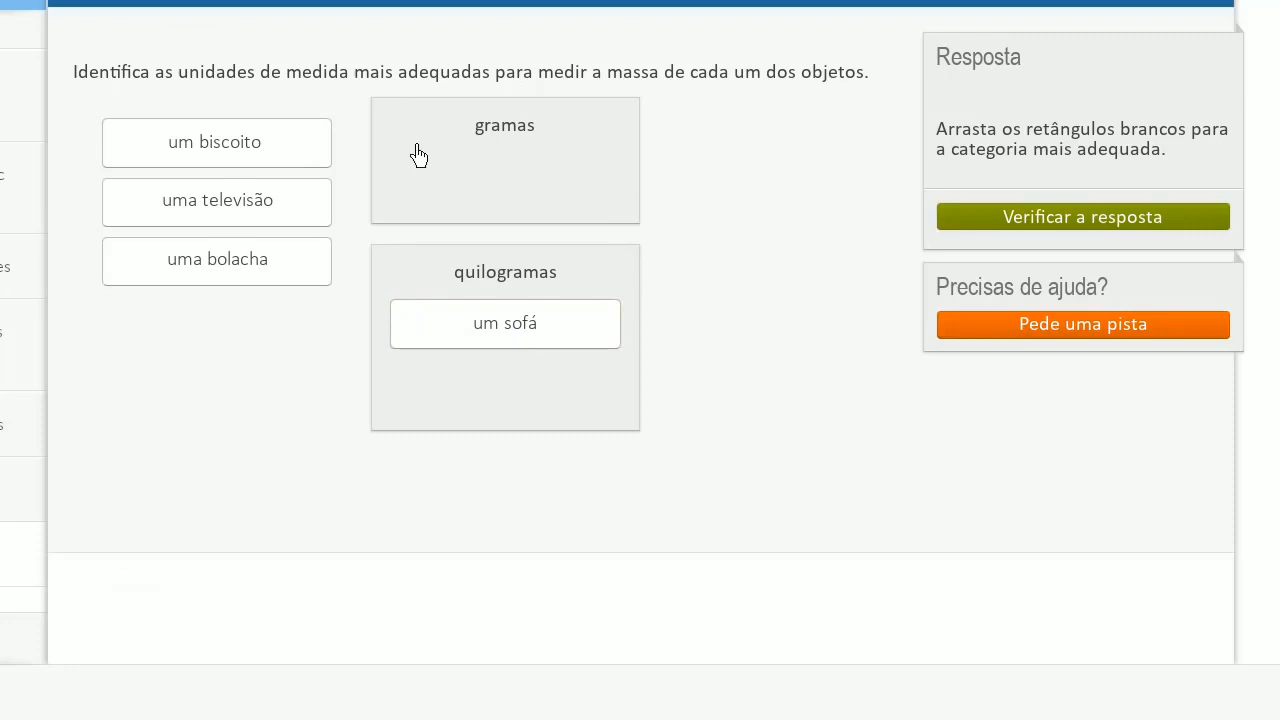 Identifica as unidades de medida mais adequadas para medir a massa de cada um dos objetos.
um biscoito
uma televisão
uma bolacha
gramas
quilogramas
um sofá
Resposta
Arrasta os retângulos brancos para
a categoria mais adequada.
Verificar a resposta
Precisas de ajuda?
Pede uma pista
c
es
s
s